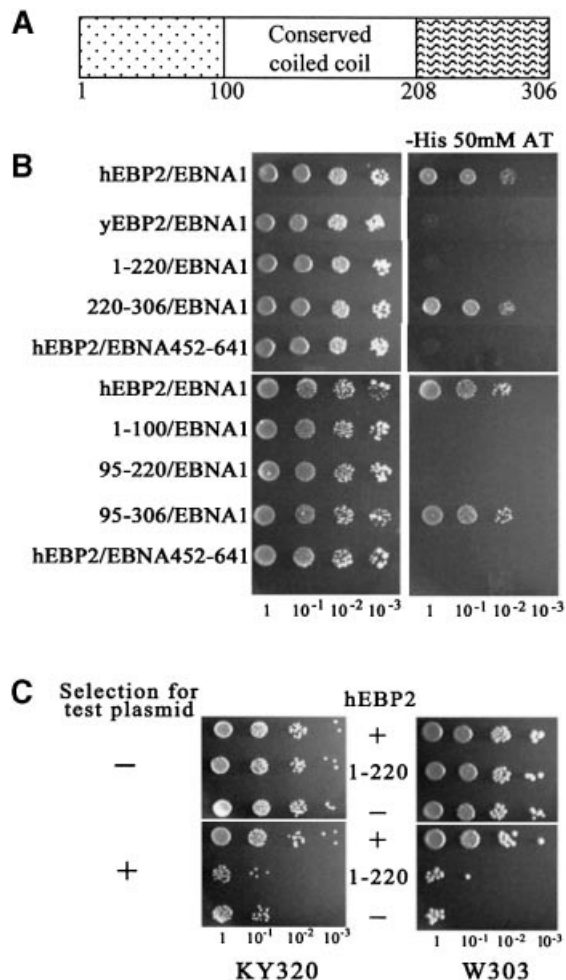 A
Conserved
coiled coil
1 100 208 306
-His 50mM AT
B
hEBP2/EBNA1
yEBP2/EBNA1
1-220/EBNA1
220-306/EBNA1
hEBP2/EBNA452-641
hEBP2/EBNA1
1-100/EBNA1
95-220/EBNA1
95-306/EBNA1
hEBP2/EBNA452-641
1 10-1 10-2 10-3 1 10-1 10-2 10-3
C
Selection for
test plasmid
hEBP2
+
− 1-220
−
+
+ 1-220
−
1 10-1 10-2 10-3 1 10-1 10-2 10-3
KY320 W303